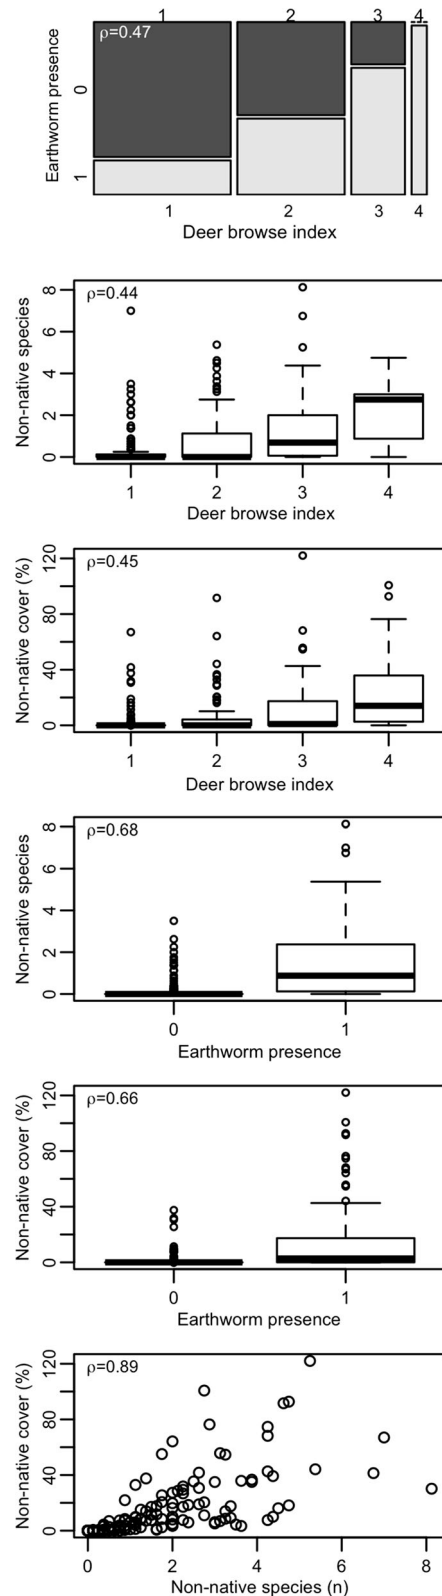 1 2 3 4
ρ=0.47
Earthworm presence
0
1
1 2 3 4
Deer browse index
ρ=0.44
Non-native species
8
6
4
2
0
1 2 3 4
Deer browse index
ρ=0.45
Non-native cover (%)
120
80
40
0
1 2 3 4
Deer browse index
ρ=0.68
Non-native species
8
6
4
2
0
0 1
Earthworm presence
ρ=0.66
Non-native cover (%)
120
80
40
0
0 1
Earthworm presence
ρ=0.89
Non-native cover (%)
120
80
40
0
0 2 4 6 8
Non-native species (n)